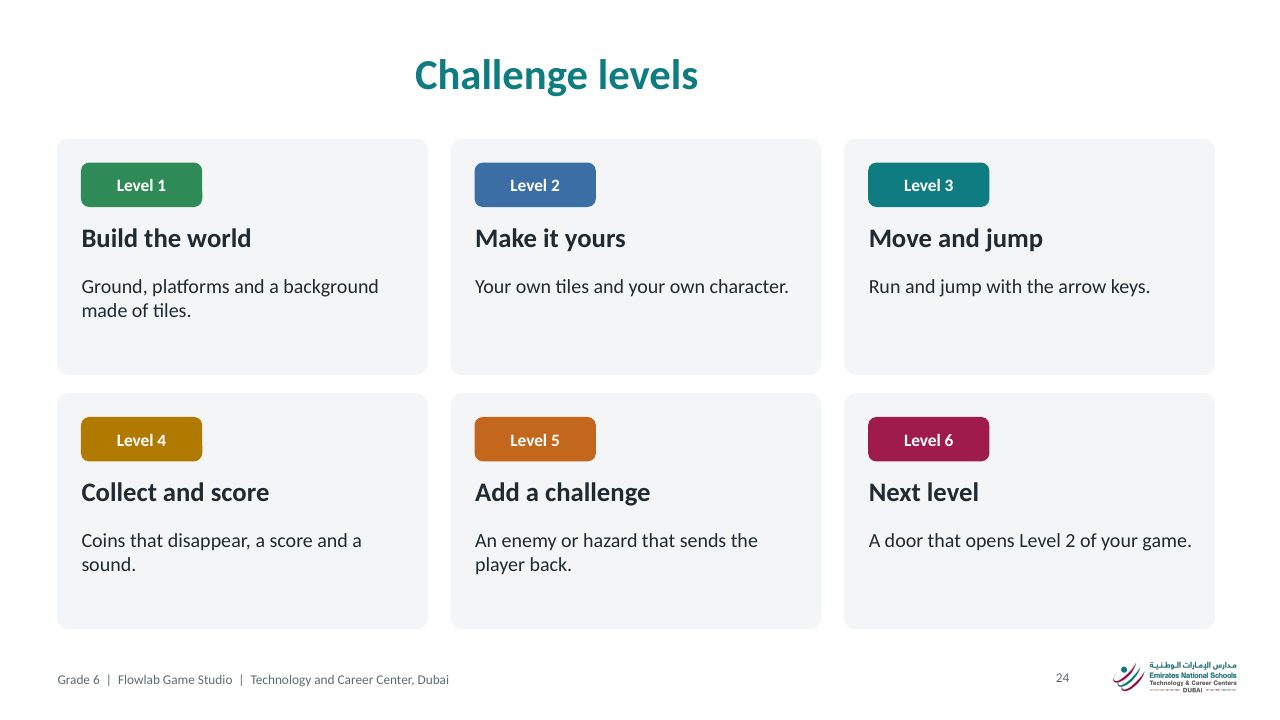 Challenge levels
Level 1
Build the world
Ground, platforms and a background
made of tiles.
Level 2
Make it yours
Your own tiles and your own character.
Level 3
Move and jump
Run and jump with the arrow keys.
Level 4
Collect and score
Coins that disappear, a score and a
sound.
Level 5
Add a challenge
An enemy or hazard that sends the
player back.
Level 6
Next level
A door that opens Level 2 of your game.
Grade 6 | Flowlab Game Studio | Technology and Career Center, Dubai
24
مدارس الإمارات الوطنية
Emirates National Schools
Technology & Career Centers
DUBAI